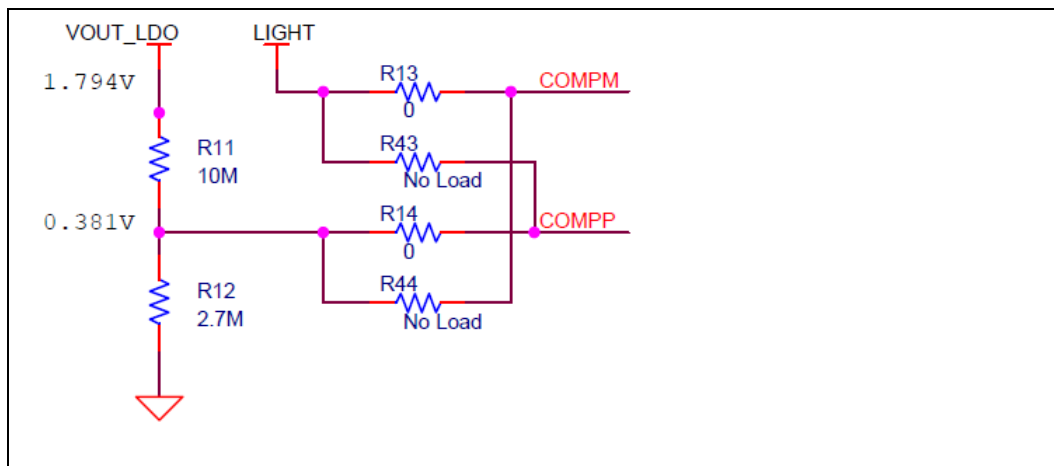 VOUT_LDO
LIGHT
1.794V
R13
0
COMPM
R11
10M
R43
No Load
0.381V
R14
0
COMPP
R12
2.7M
R44
No Load